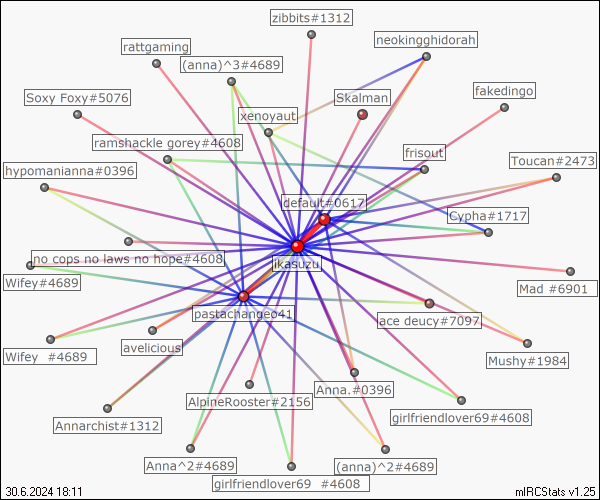 zibbits#1312
neokingghidorah
rattgaming
(anna)^3#4689
fakedingo
Soxy Foxy#5076
Skalman
xenoyaut
ramshackle gorey#4608
frisout
Toucan#2473
hypomanianna#0396
default#0617
Cypha#1717
no cops no laws no hope#4608
ikasuzu
Wifey#4689
Mad #6901
pastachangeo41
ace deucy#7097
Wifey #4689
avelicious
Mushy#1984
Anna.#0396
AlpineRooster#2156
girlfriendlover69#4608
Annarchist#1312
Anna^2#4689
(anna)^2#4689
girlfriendlover69 #4608
30.6.2024 18:11
mIRCStats v1.25